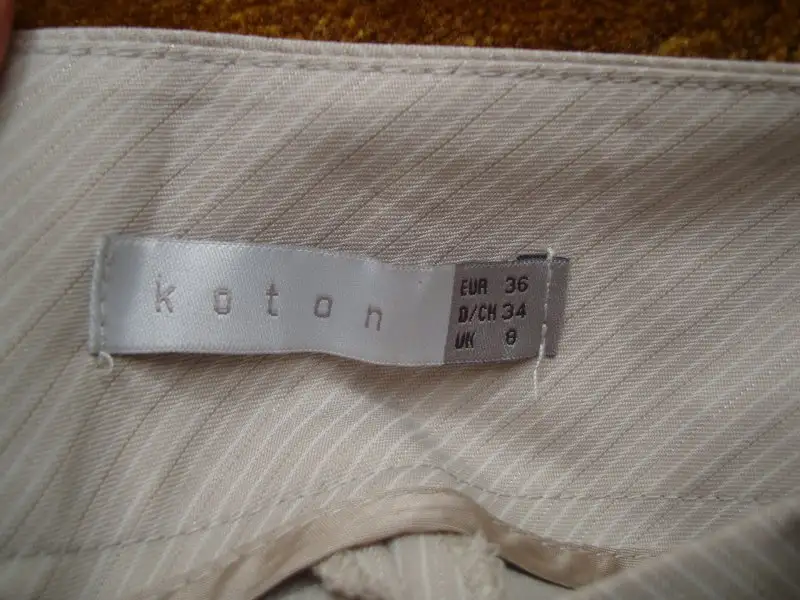 koton
EUR 36
D/CH 34
UK 8